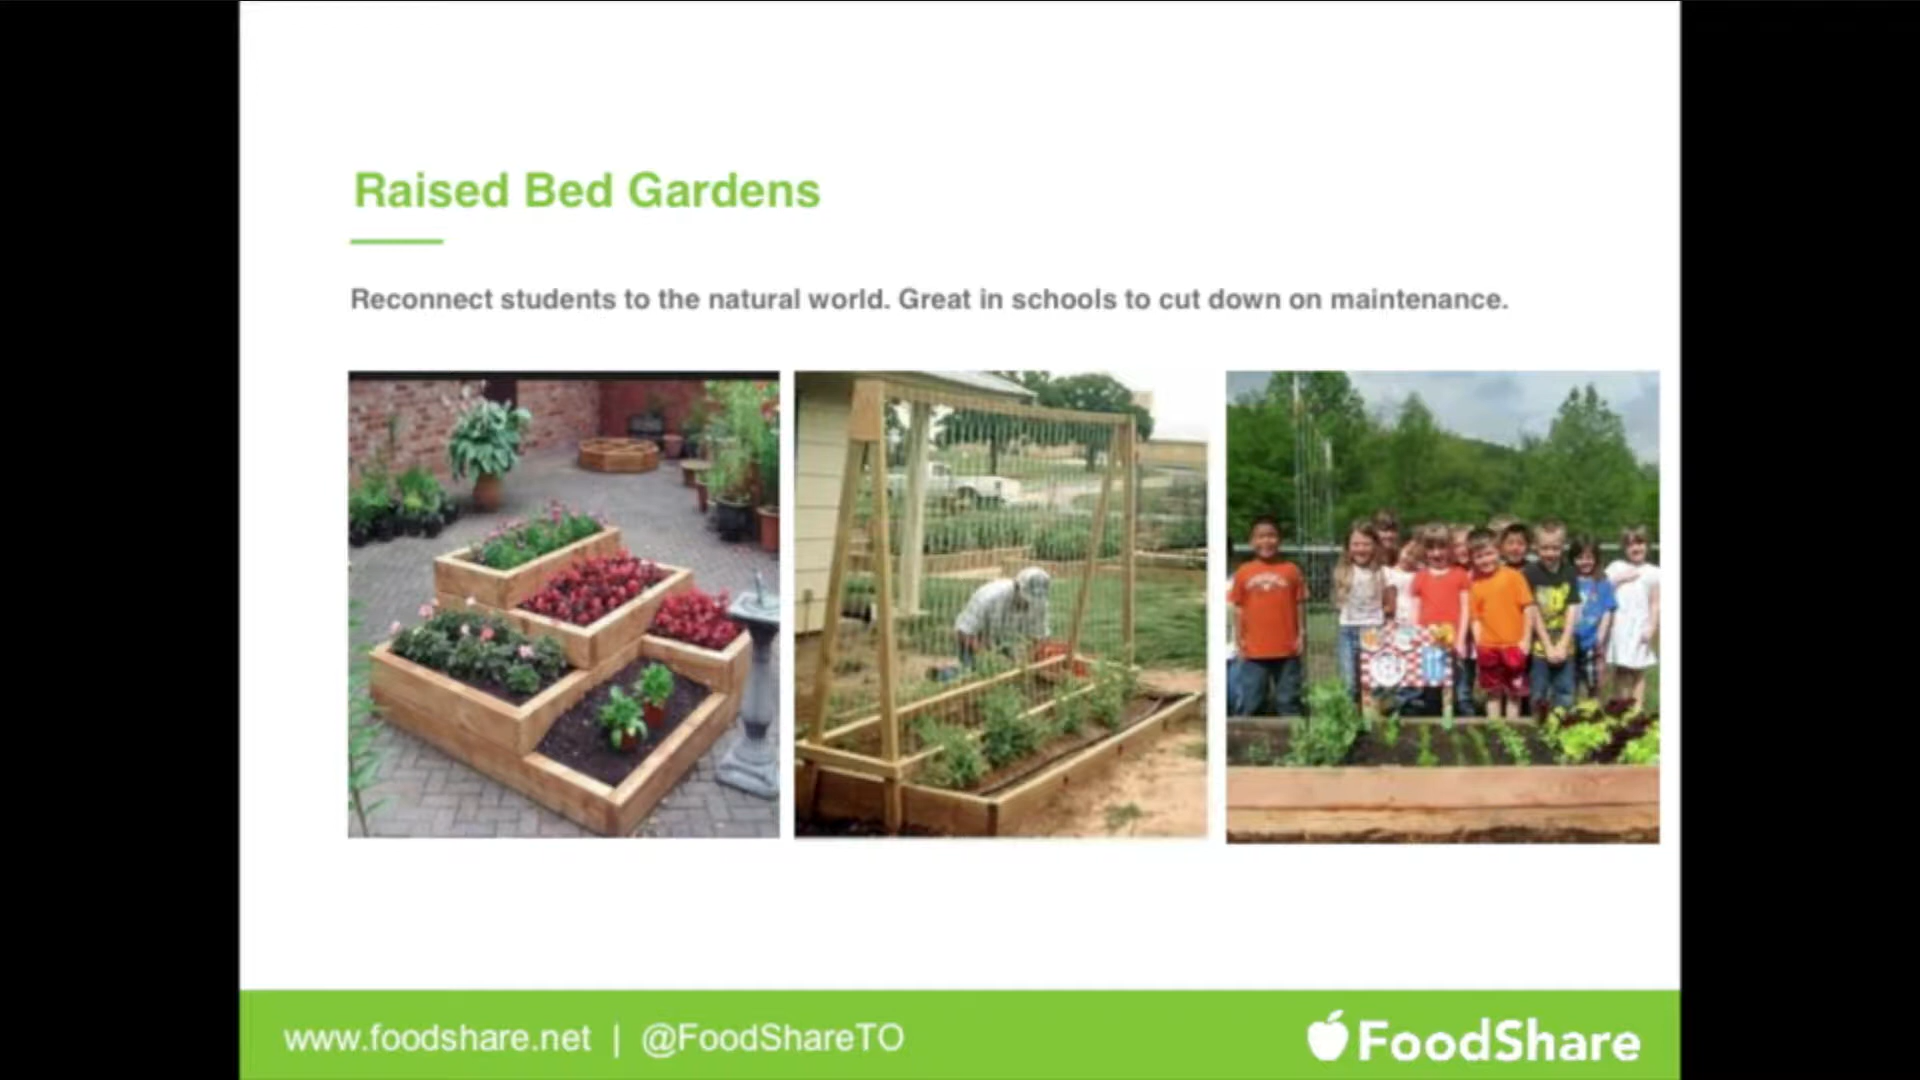 Raised Bed Gardens
Reconnect students to the natural world. Great in schools to cut down on maintenance.
www.foodshare.net | @FoodShareTO
FoodShare